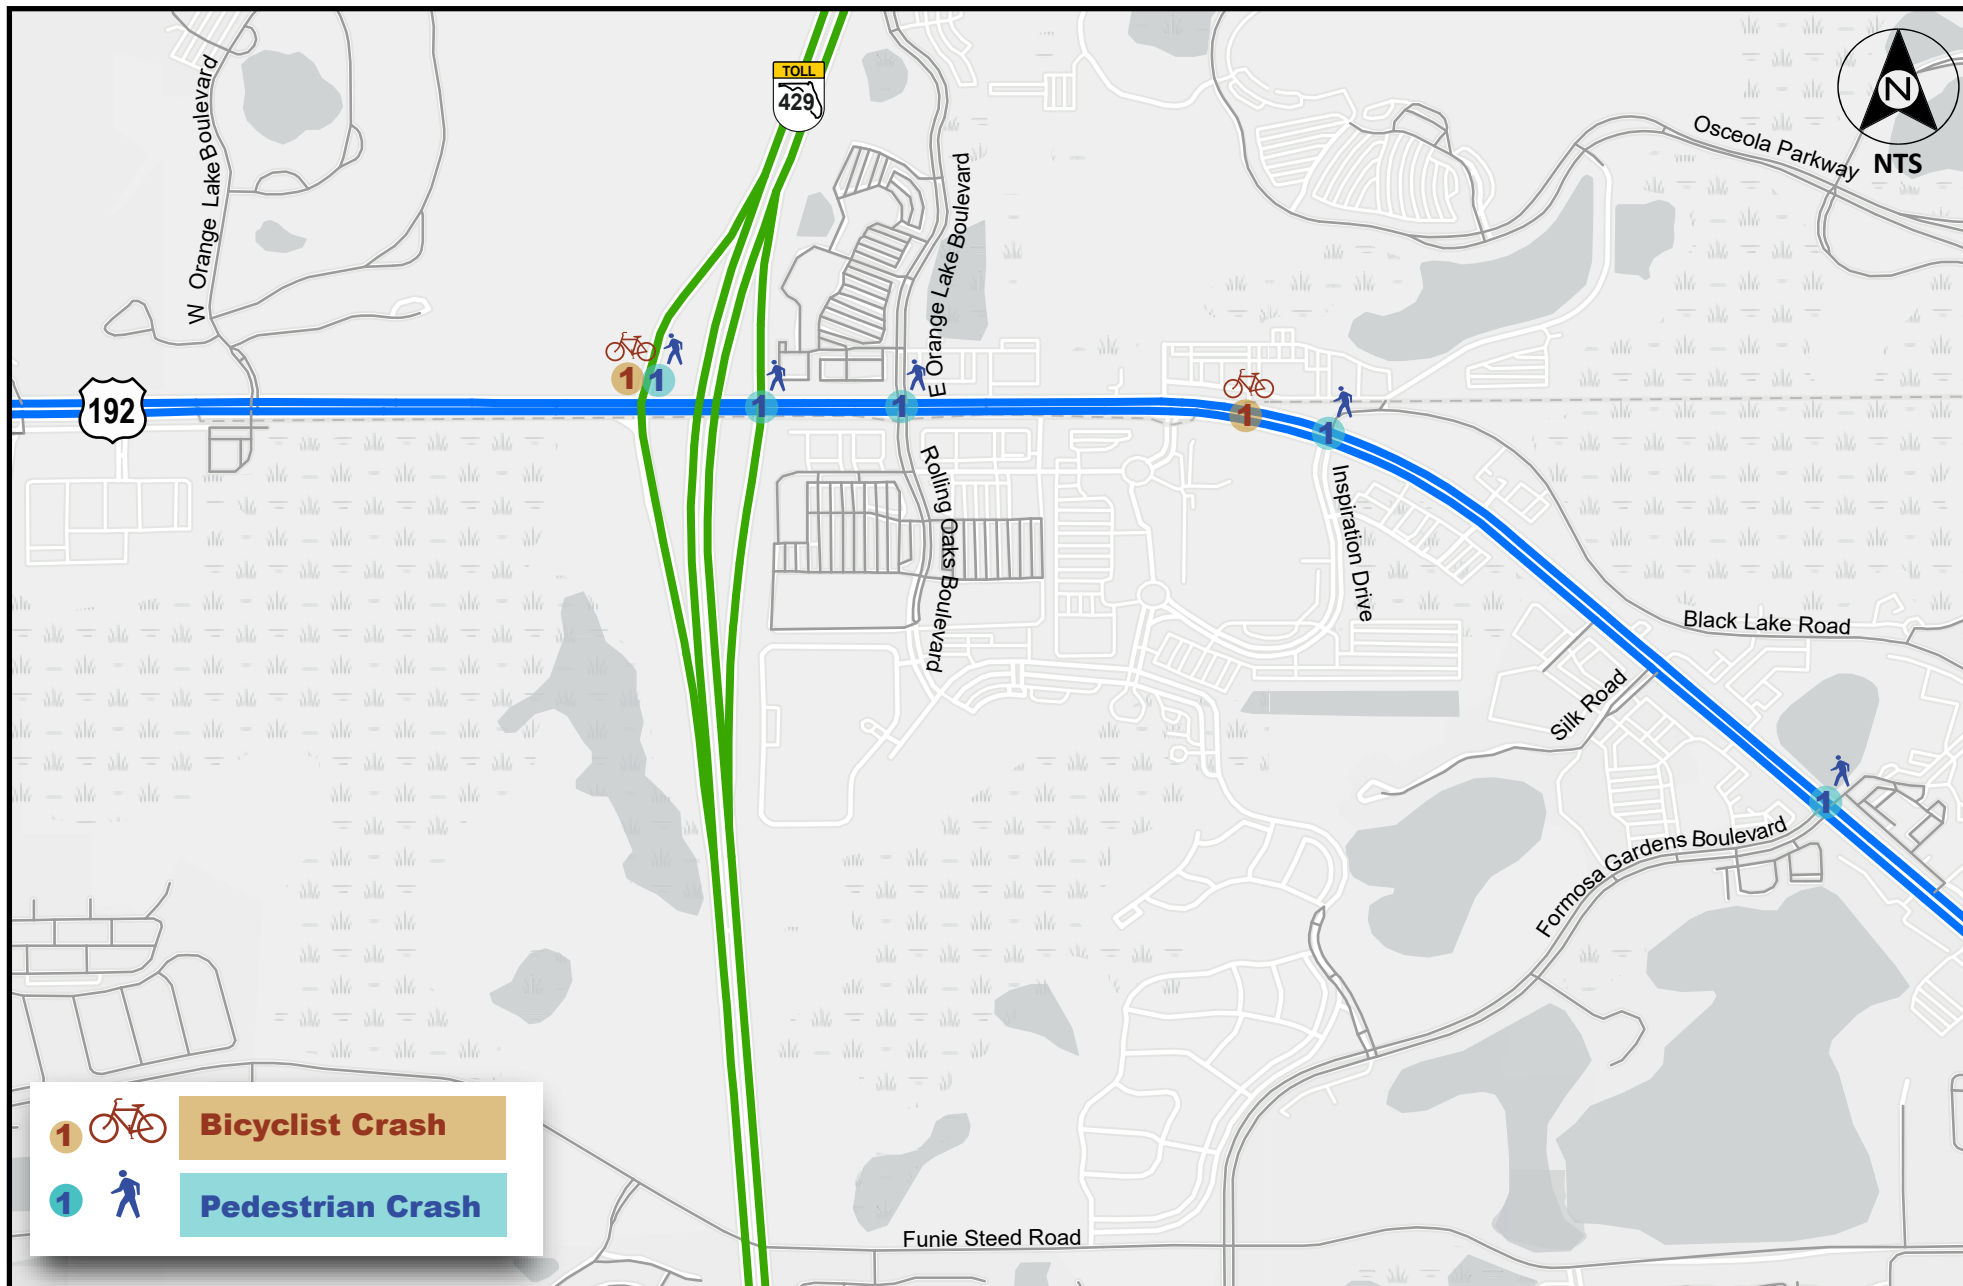 TOLL
429
N
NTS
W Orange Lake Boulevard
E Orange Lake Boulevard
Osceola Parkway
192
1
1
1
1
1
1
1
Rolling Oaks Boulevard
Inspiration Drive
Black Lake Road
Silk Road
Formosa Gardens Boulevard
Funie Steed Road
1 Bicyclist Crash
1 Pedestrian Crash